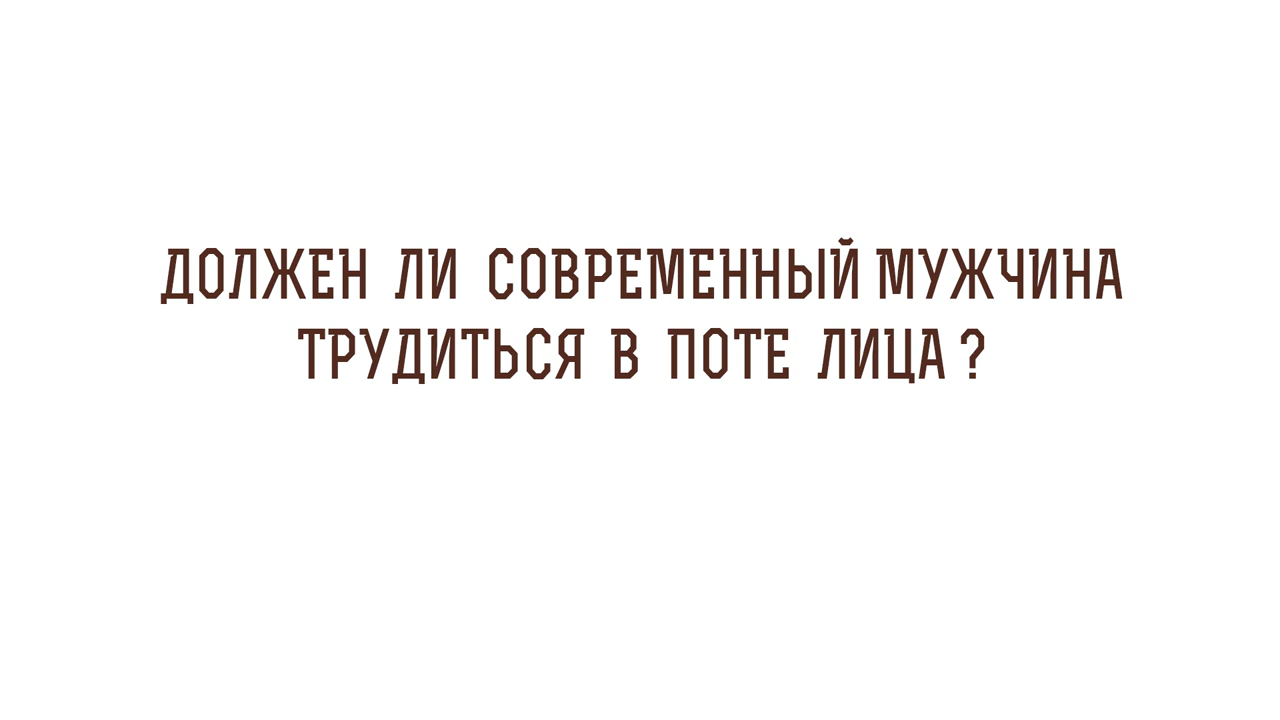 ДОЛЖЕН ЛИ СОВРЕМЕННЫЙ МУЖЧИНА
ТРУДИТЬСЯ В ПОТЕ ЛИЦА ?